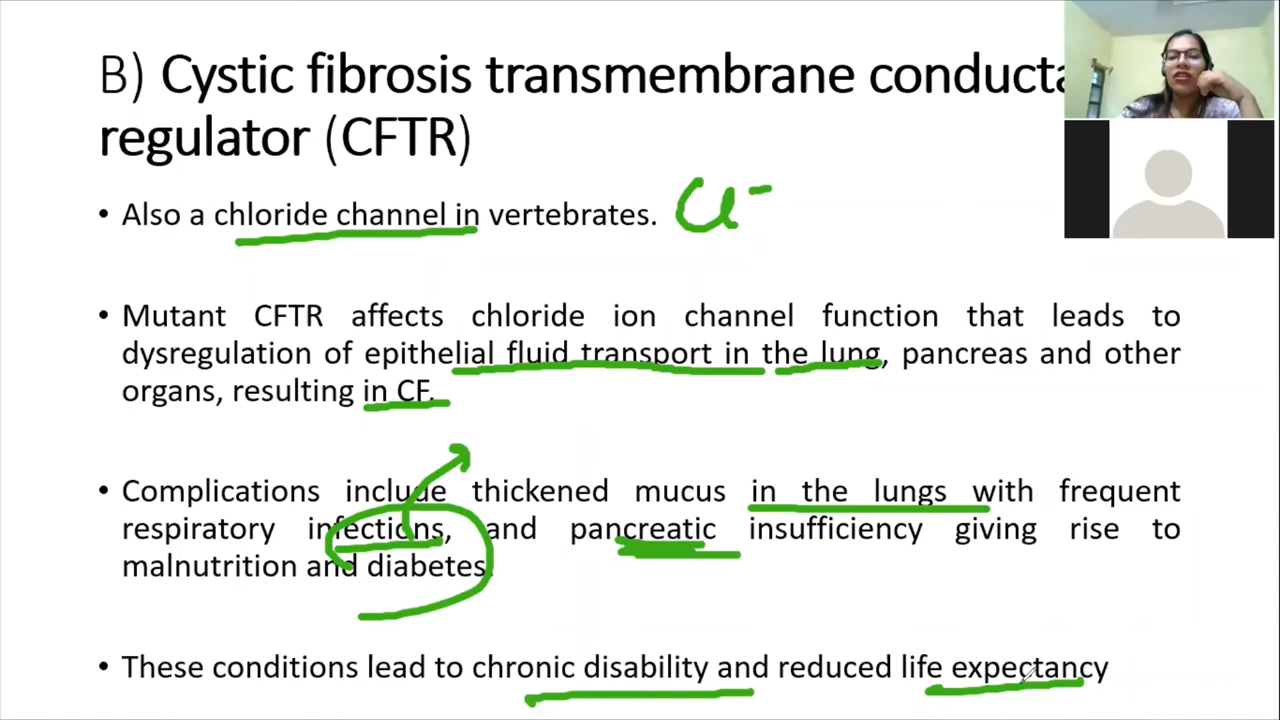 B) Cystic fibrosis transmembrane conducta
regulator (CFTR)
• Also a chloride channel in vertebrates. Cl-
• Mutant CFTR affects chloride ion channel function that leads to
dysregulation of epithelial fluid transport in the lung, pancreas and other
organs, resulting in CF.
• Complications include thickened mucus in the lungs with frequent
respiratory infections, and pancreatic insufficiency giving rise to
malnutrition and diabetes.
• These conditions lead to chronic disability and reduced life expectancy